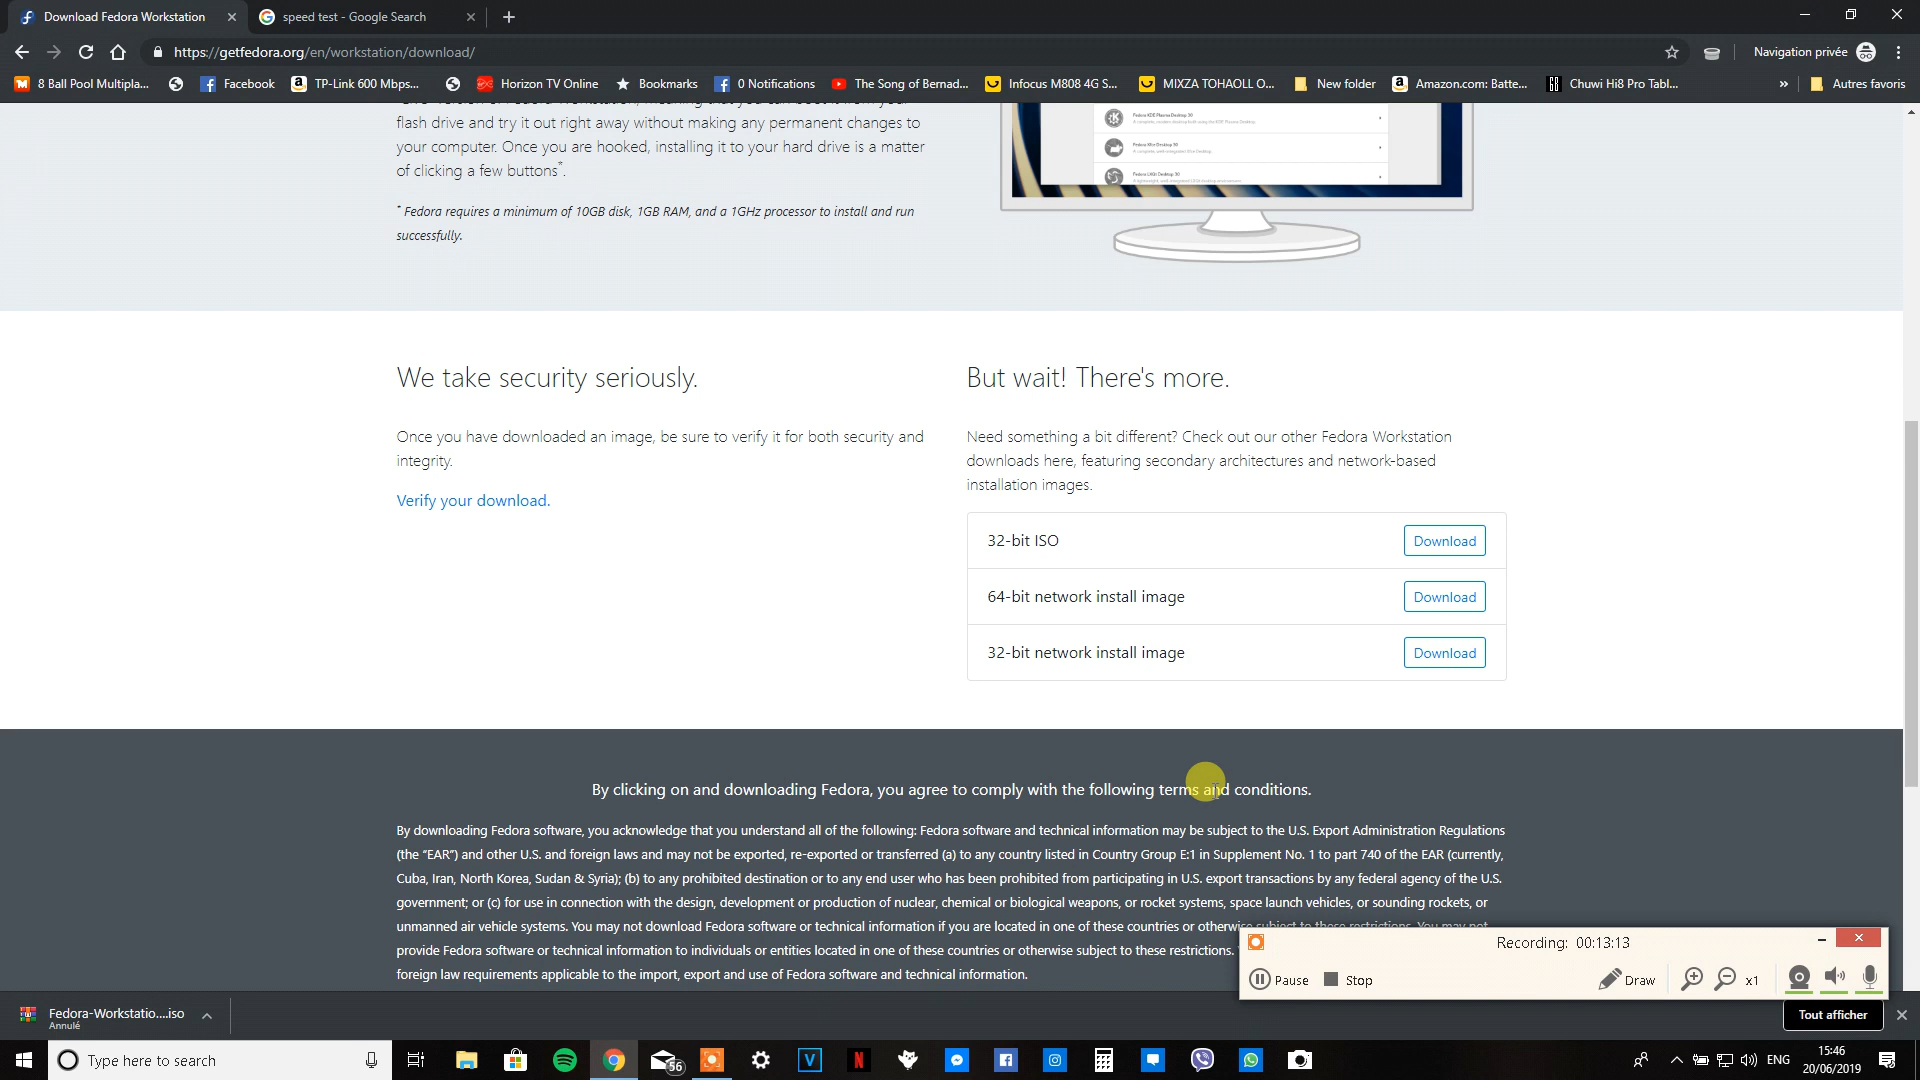 Download Fedora Workstation
speed test - Google Search
https://getfedora.org/en/workstation/download/
Navigation privée
8 Ball Pool Multipla...
Facebook
TP-Link 600 Mbps...
Horizon TV Online
Bookmarks
0 Notifications
The Song of Bernad...
Infocus M808 4G S...
MIXZA TOHAOLL O...
New folder
Amazon.com: Batte...
Chuwi Hi8 Pro Tabl...
»
Autres favoris
flash drive and try it out right away without making any permanent changes to
your computer. Once you are hooked, installing it to your hard drive is a matter
of clicking a few buttons*.
* Fedora requires a minimum of 10GB disk, 1GB RAM, and a 1GHz processor to install and run
successfully.
Fedora KDE Plasma Desktop 30
Fedora Xfce Desktop 30
Fedora LXQt Desktop 30
We take security seriously.
Once you have downloaded an image, be sure to verify it for both security and
integrity.
Verify your download.
But wait! There's more.
Need something a bit different? Check out our other Fedora Workstation
downloads here, featuring secondary architectures and network-based
installation images.
32-bit ISO
Download
64-bit network install image
Download
32-bit network install image
Download
By clicking on and downloading Fedora, you agree to comply with the following terms and conditions.
By downloading Fedora software, you acknowledge that you understand all of the following: Fedora software and technical information may be subject to the U.S. Export Administration Regulations
(the “EAR”) and other U.S. and foreign laws and may not be exported, re-exported or transferred (a) to any country listed in Country Group E:1 in Supplement No. 1 to part 740 of the EAR (currently,
Cuba, Iran, North Korea, Sudan & Syria); (b) to any prohibited destination or to any end user who has been prohibited from participating in U.S. export transactions by any federal agency of the U.S.
government; or (c) for use in connection with the design, development or production of nuclear, chemical or biological weapons, or rocket systems, space launch vehicles, or sounding rockets, or
unmanned air vehicle systems. You may not download Fedora software or technical information if you are located in one of these countries or otherwise subject to these restrictions. You may not
provide Fedora software or technical information to individuals or entities located in one of these countries or otherwise subject to these restrictions.
foreign law requirements applicable to the import, export and use of Fedora software and technical information.
Recording: 00:13:13
Pause
Stop
Draw
x1
Fedora-Workstatio....iso
Annulé
Tout afficher
Type here to search
56
ENG
15:46
20/06/2019